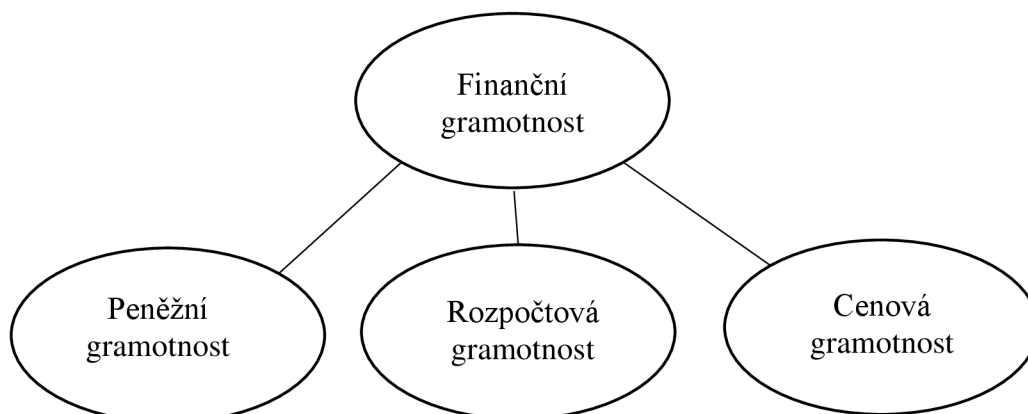 Finanční
gramotnost
Peněžní
gramotnost
Rozpočtová
gramotnost
Cenová
gramotnost